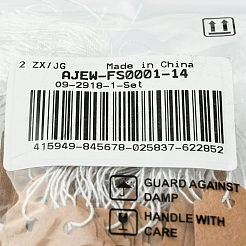 2 ZX/JG Made in China
AJEW-FS0001-14
09-2918-1-Set
415949-845678-025837-622852
GUARD AGAINST
DAMP
HANDLE WITH
CARE